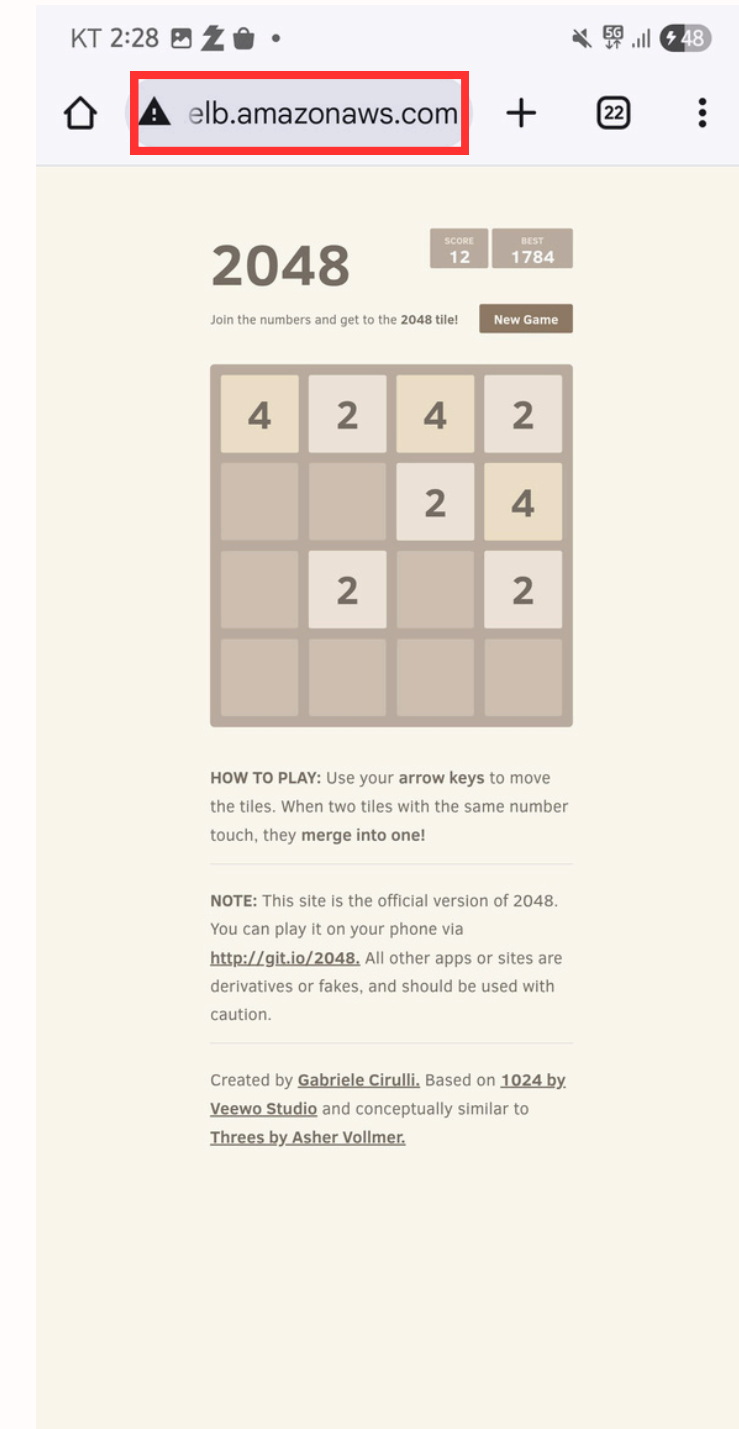 KT 2:28 5G 48
elb.amazonaws.com 22
2048 SCORE 12 BEST 1784
Join the numbers and get to the 2048 tile! New Game
4 2 4 2
2 4
2 2
HOW TO PLAY: Use your arrow keys to move
the tiles. When two tiles with the same number
touch, they merge into one!
NOTE: This site is the official version of 2048.
You can play it on your phone via
http://git.io/2048. All other apps or sites are
derivatives or fakes, and should be used with
caution.
Created by Gabriele Cirulli. Based on 1024 by
Veewo Studio and conceptually similar to
Threes by Asher Vollmer.